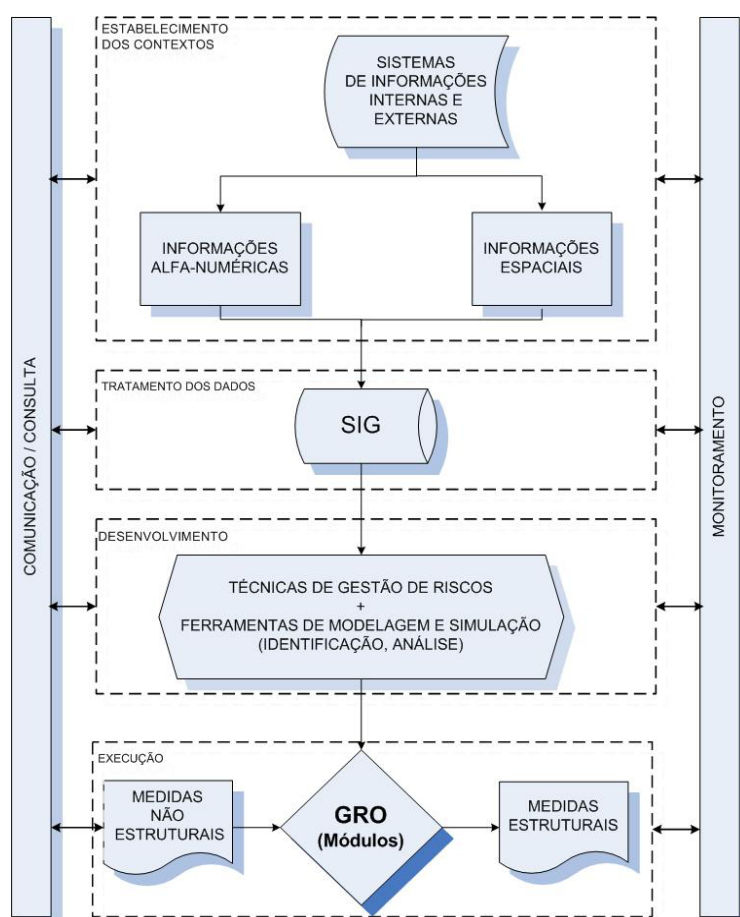 ESTABELECIMENTO
DOS CONTEXTOS
SISTEMAS
DE INFORMAÇÕES
INTERNAS E
EXTERNAS
INFORMAÇÕES
ALFA-NUMÉRICAS
INFORMAÇÕES
ESPACIAIS
COMUNICAÇÃO / CONSULTA
MONITORAMENTO
TRATAMENTO DOS DADOS
SIG
DESENVOLVIMENTO
TÉCNICAS DE GESTÃO DE RISCOS
+
FERRAMENTAS DE MODELAGEM E SIMULAÇÃO
(IDENTIFICAÇÃO, ANÁLISE)
EXECUÇÃO
MEDIDAS
NÃO
ESTRUTURAIS
GRO
(Módulos)
MEDIDAS
ESTRUTURAIS